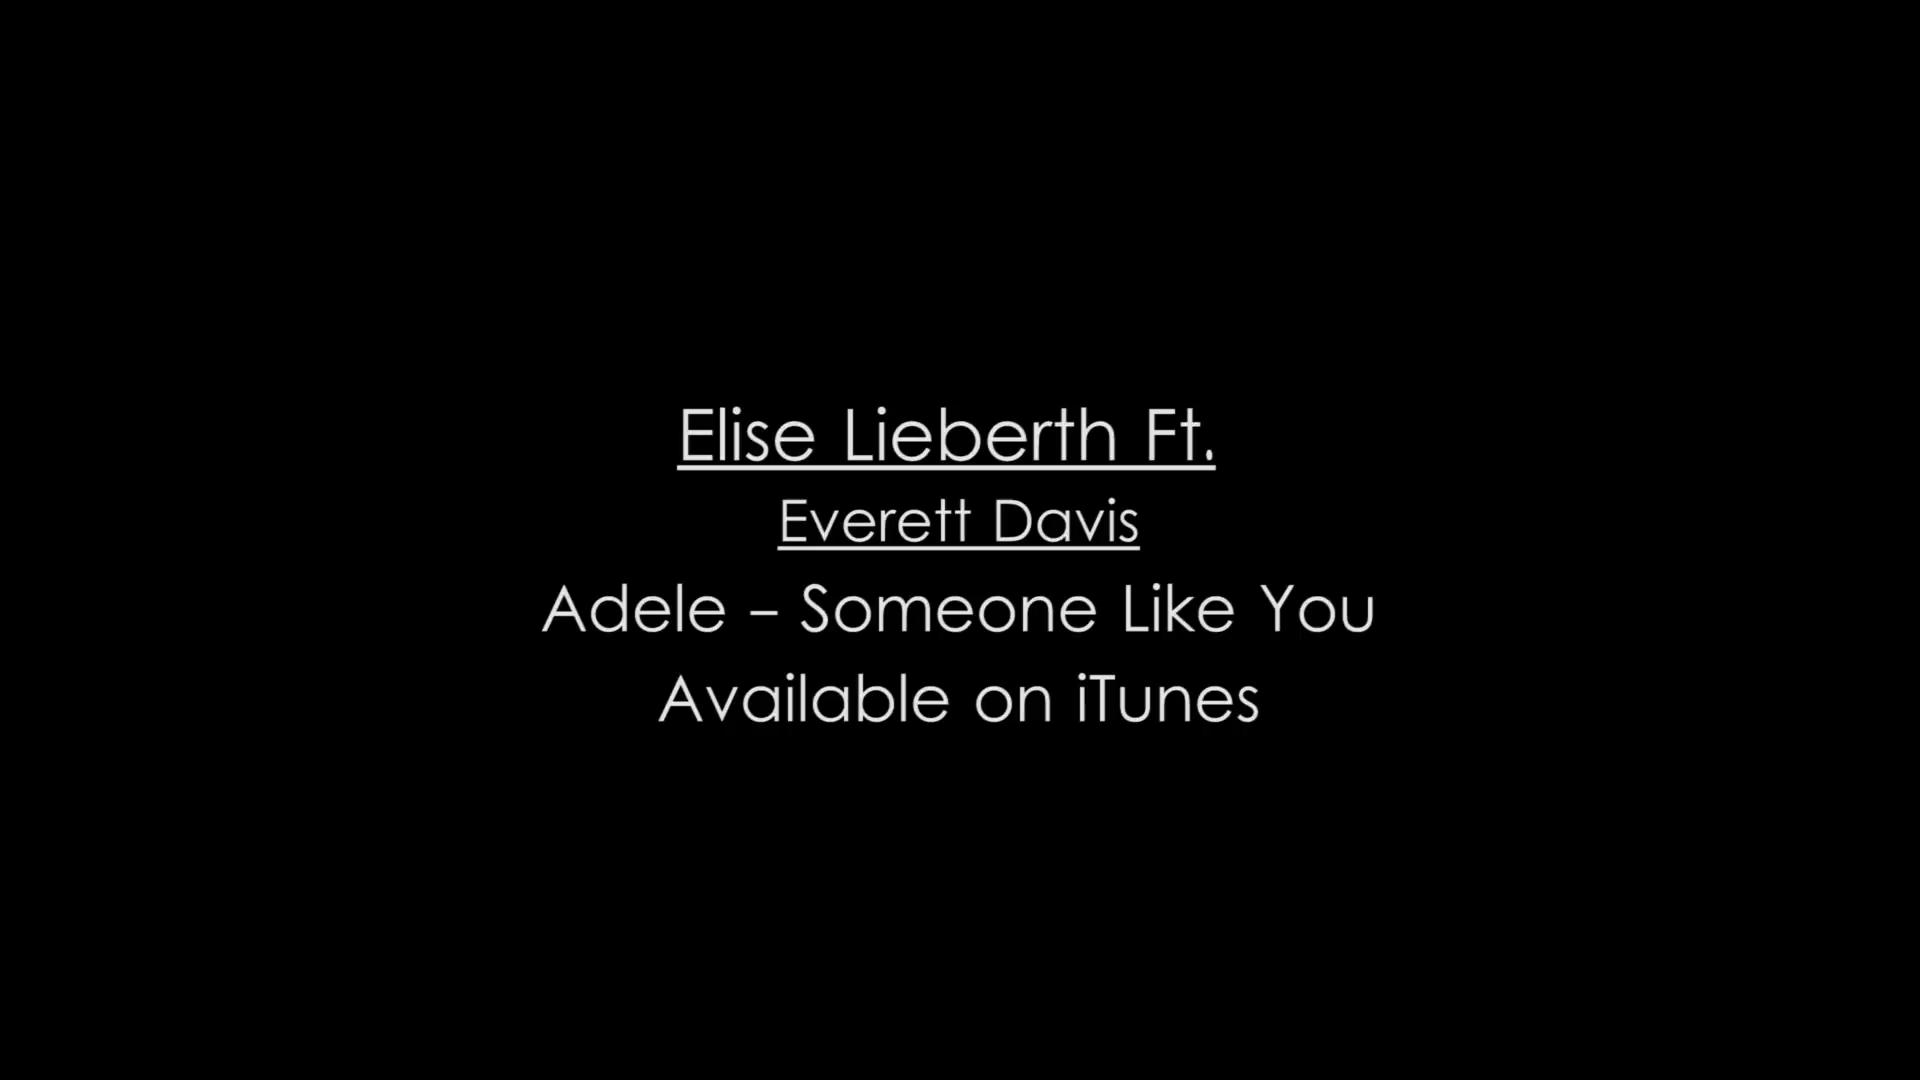 Elise Lieberth Ft.
Everett Davis
Adele – Someone Like You
Available on iTunes